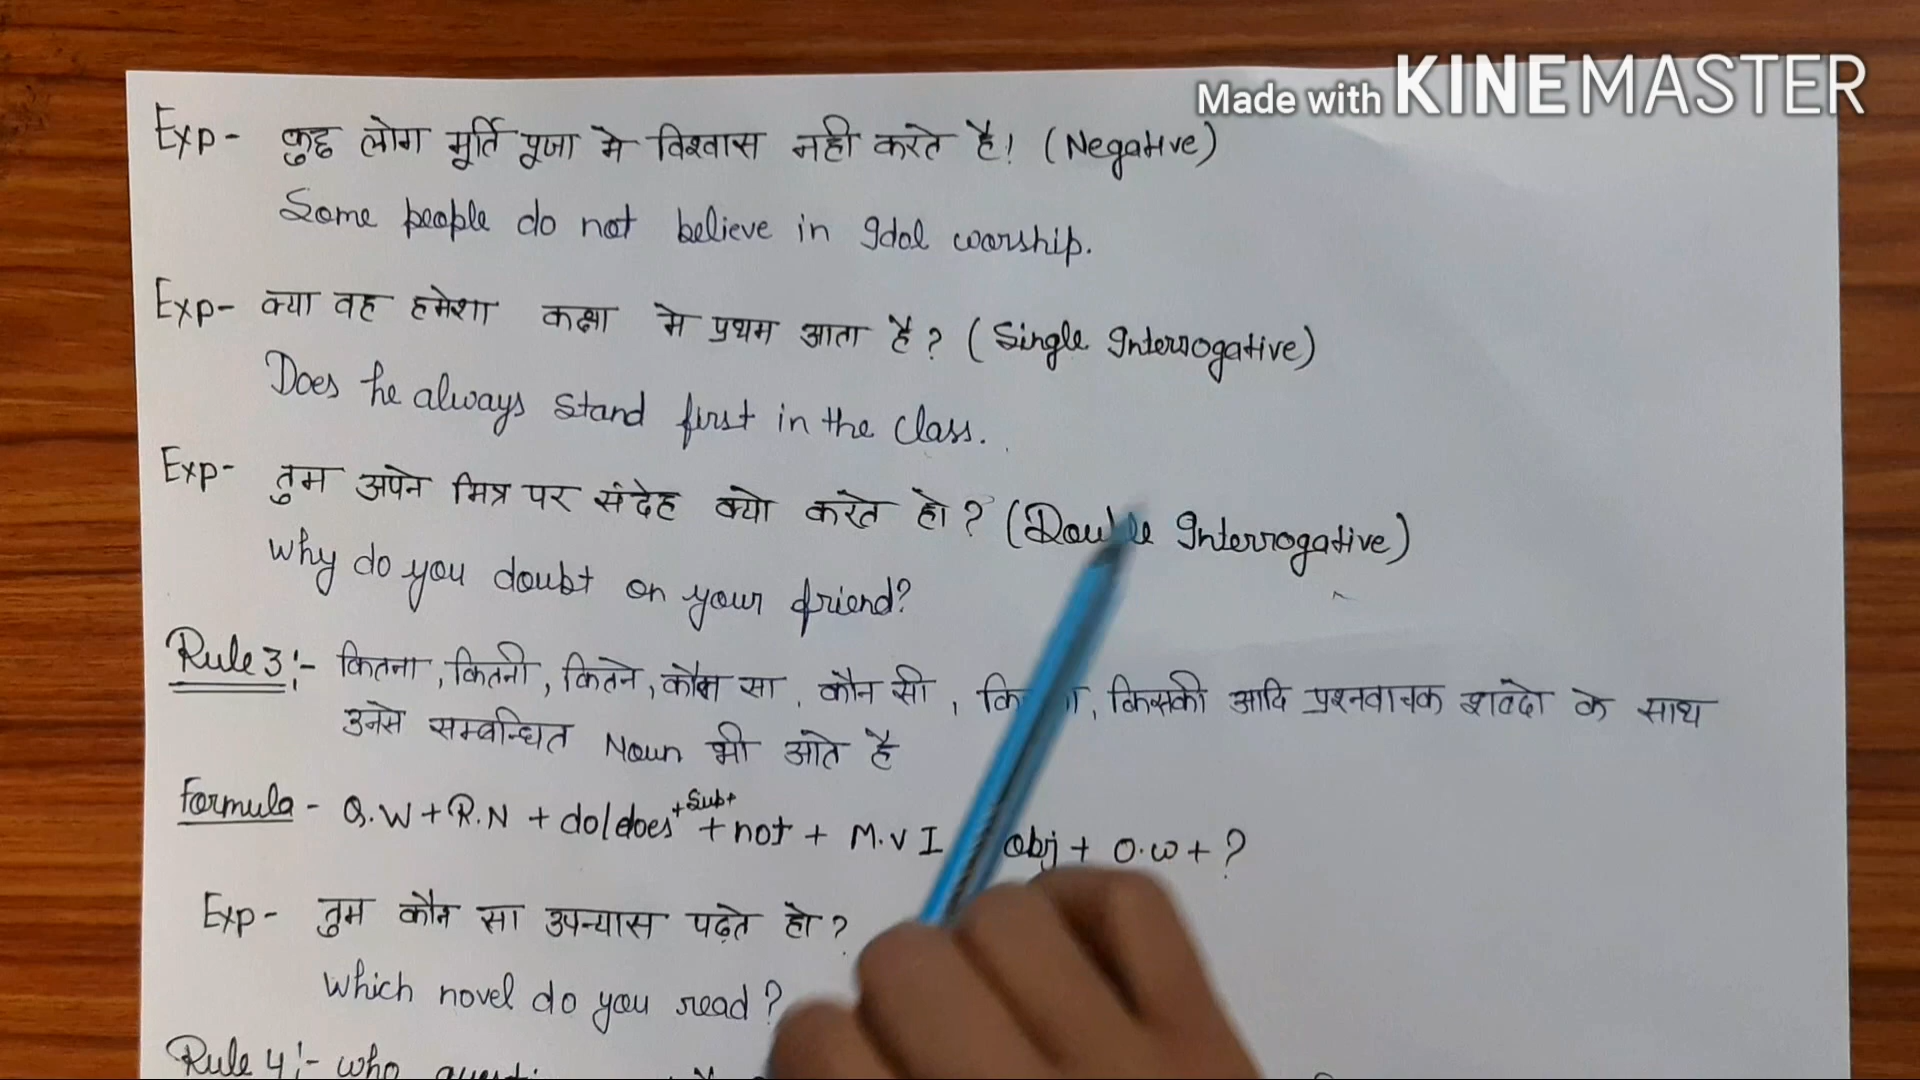 Made with KINEMASTER
Exp- कुछ लोग मूर्ति पूजा मे विश्वास नही करते है। (Negative)
Some people do not believe in Idol worship.
Exp- क्या वह हमेशा कक्षा मे प्रथम आता है? (Single Interrogative)
Does he always stand first in the class.
Exp- तुम अपने मित्र पर संदेह क्यो करते हो? (Double Interrogative)
Why do you doubt on your friend?
Rule 3:- कितना, कितनी, कितने, कौन सा, कौन सी, किसकी आदि प्रश्नवाचक शब्दो के साथ
उनसे सम्बन्धित Noun भी आते है
Formula - Q.W + R.N + do/does + Sub + + not + M.V I obj + O.W + ?
Exp- तुम कौन सा उपन्यास पढ़ते हो?
Which novel do you read?
Rule 4:- who